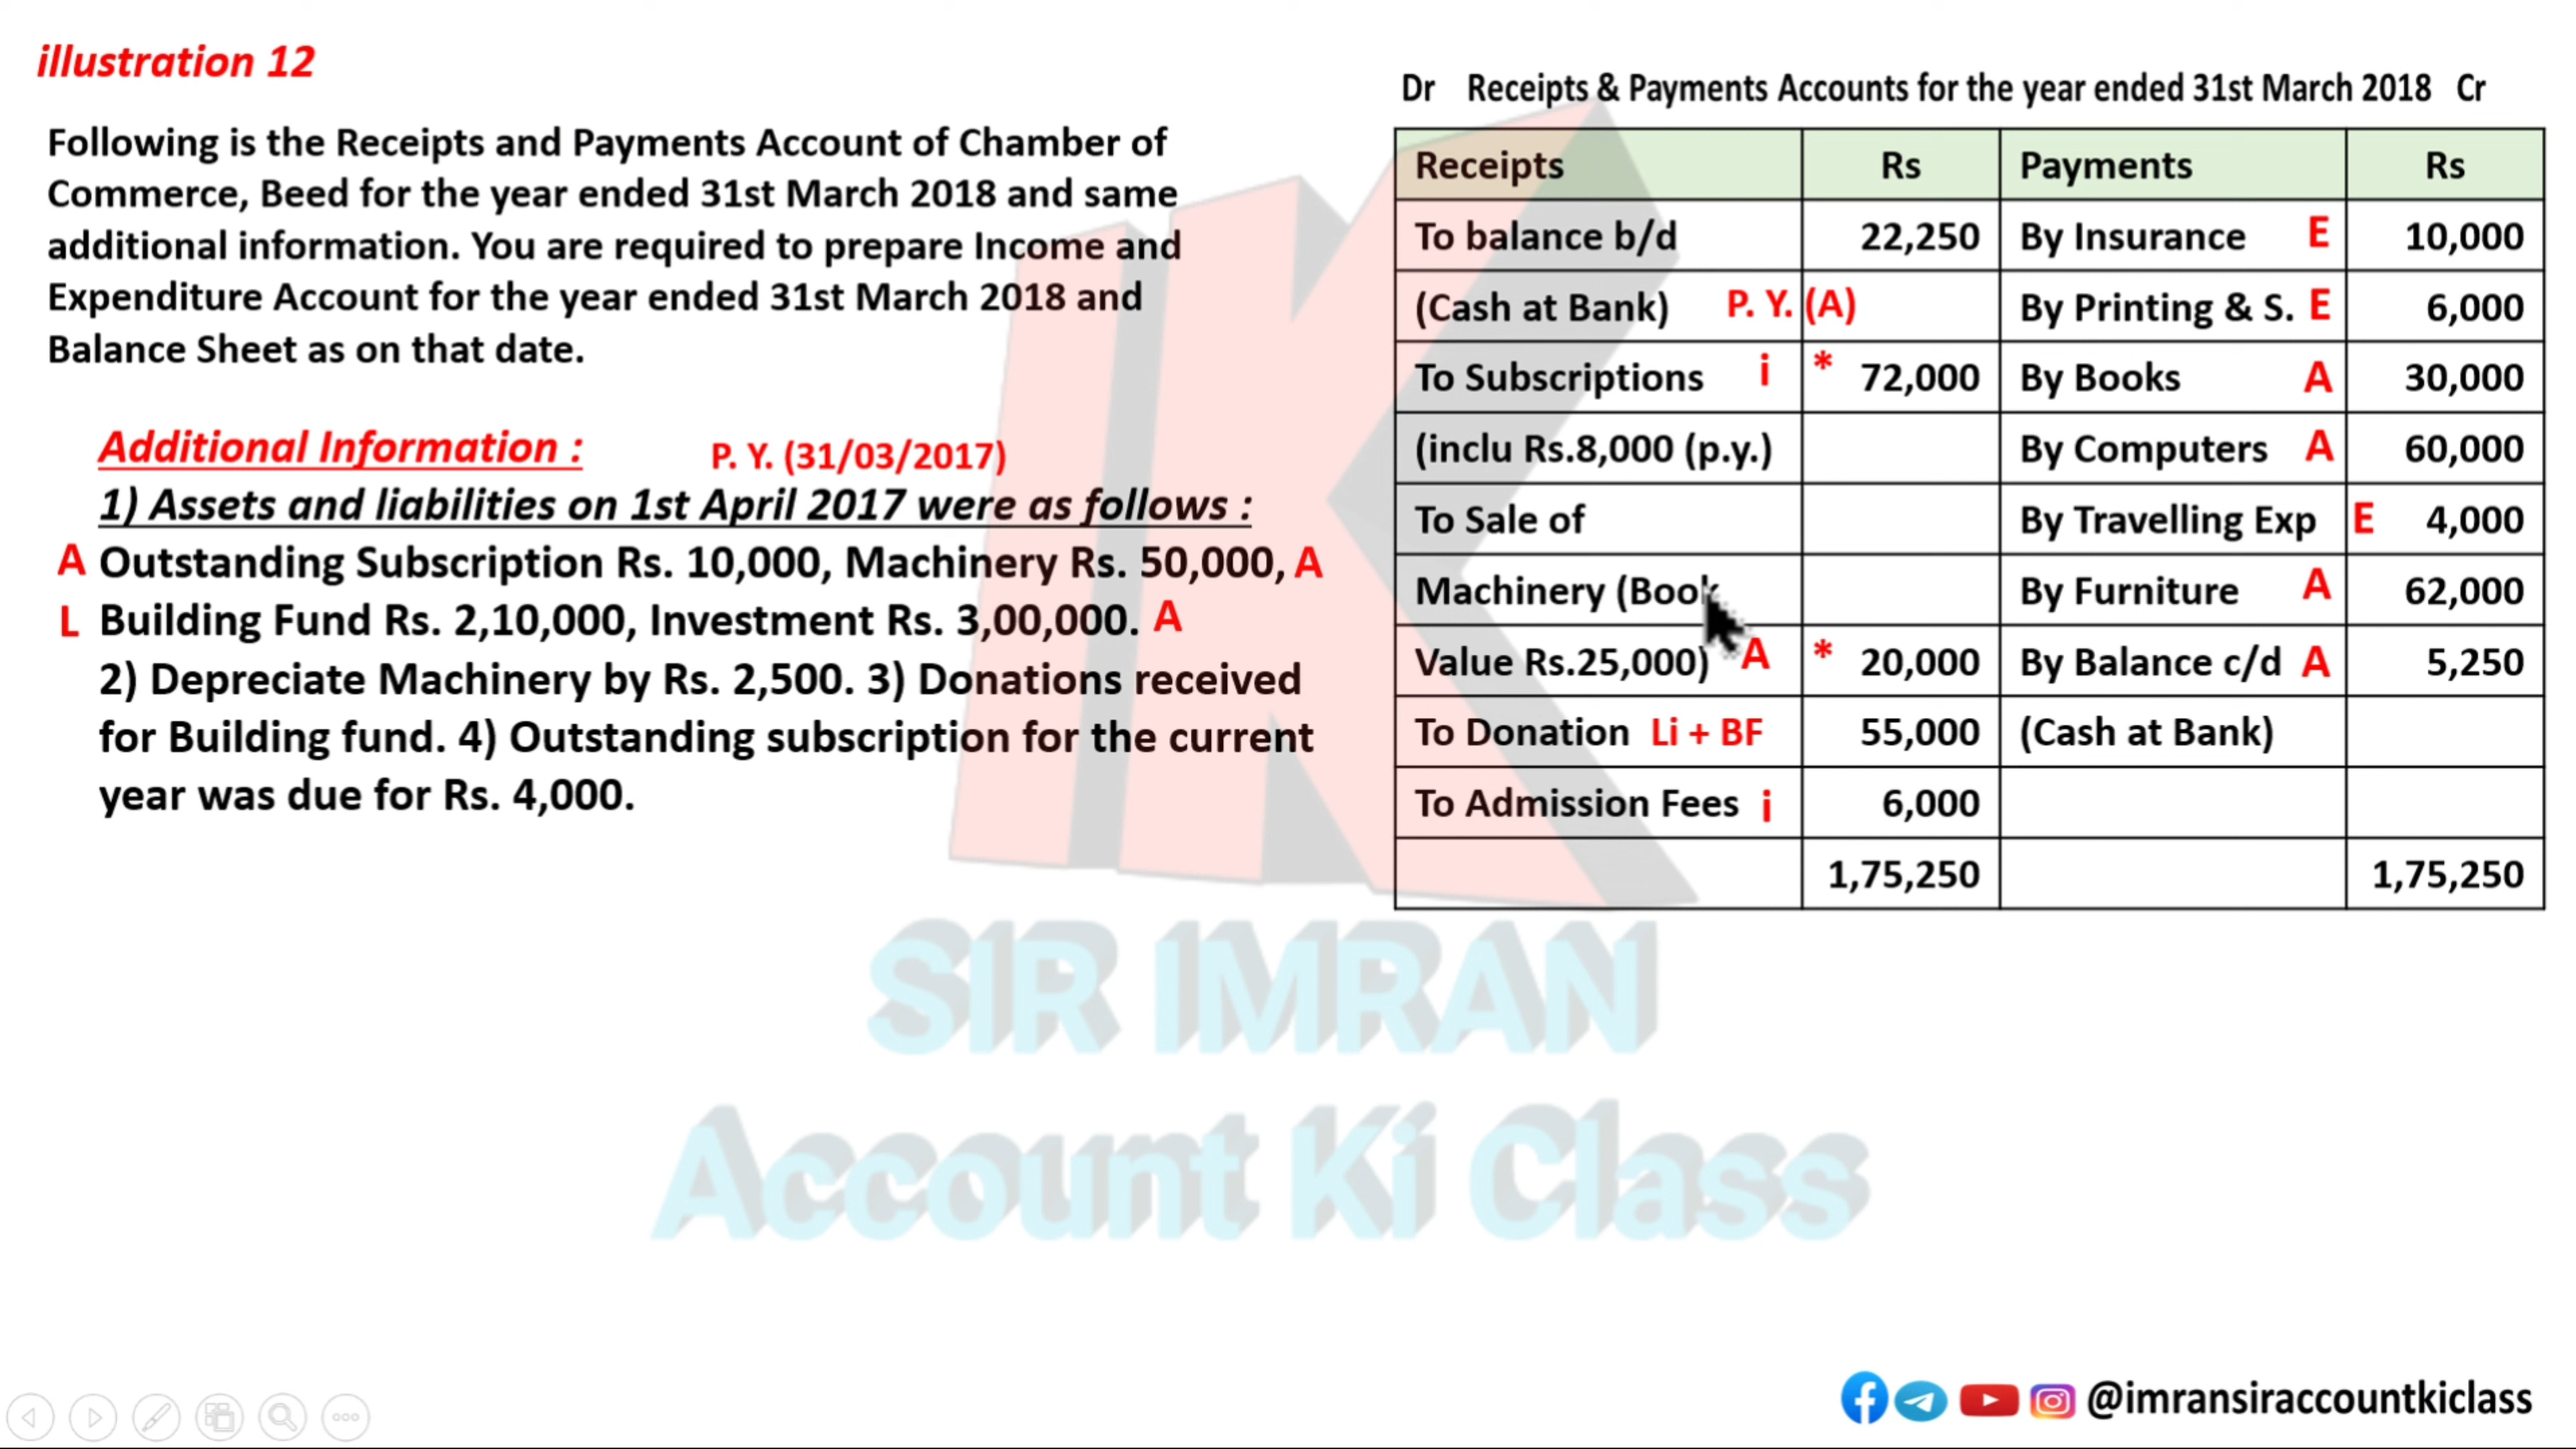 illustration 12
Following is the Receipts and Payments Account of Chamber of
Commerce, Beed for the year ended 31st March 2018 and same
additional information. You are required to prepare Income and
Expenditure Account for the year ended 31st March 2018 and
Balance Sheet as on that date.
Additional Information : P. Y. (31/03/2017)
1) Assets and liabilities on 1st April 2017 were as follows :
A Outstanding Subscription Rs. 10,000, Machinery Rs. 50,000, A
L Building Fund Rs. 2,10,000, Investment Rs. 3,00,000. A
2) Depreciate Machinery by Rs. 2,500. 3) Donations received
for Building fund. 4) Outstanding subscription for the current
year was due for Rs. 4,000.
Dr Receipts & Payments Accounts for the year ended 31st March 2018 Cr
Receipts Rs Payments Rs
To balance b/d 22,250 By Insurance E 10,000
(Cash at Bank) P. Y. (A) By Printing & S. E 6,000
To Subscriptions i * 72,000 By Books A 30,000
(inclu Rs.8,000 (p.y.) By Computers A 60,000
To Sale of By Travelling Exp E 4,000
Machinery (Book By Furniture A 62,000
Value Rs.25,000) A * 20,000 By Balance c/d A 5,250
To Donation Li + BF 55,000 (Cash at Bank)
To Admission Fees i 6,000
1,75,250 1,75,250
SIR IMRAN
Account Ki Class
@imransiraccountkiclass